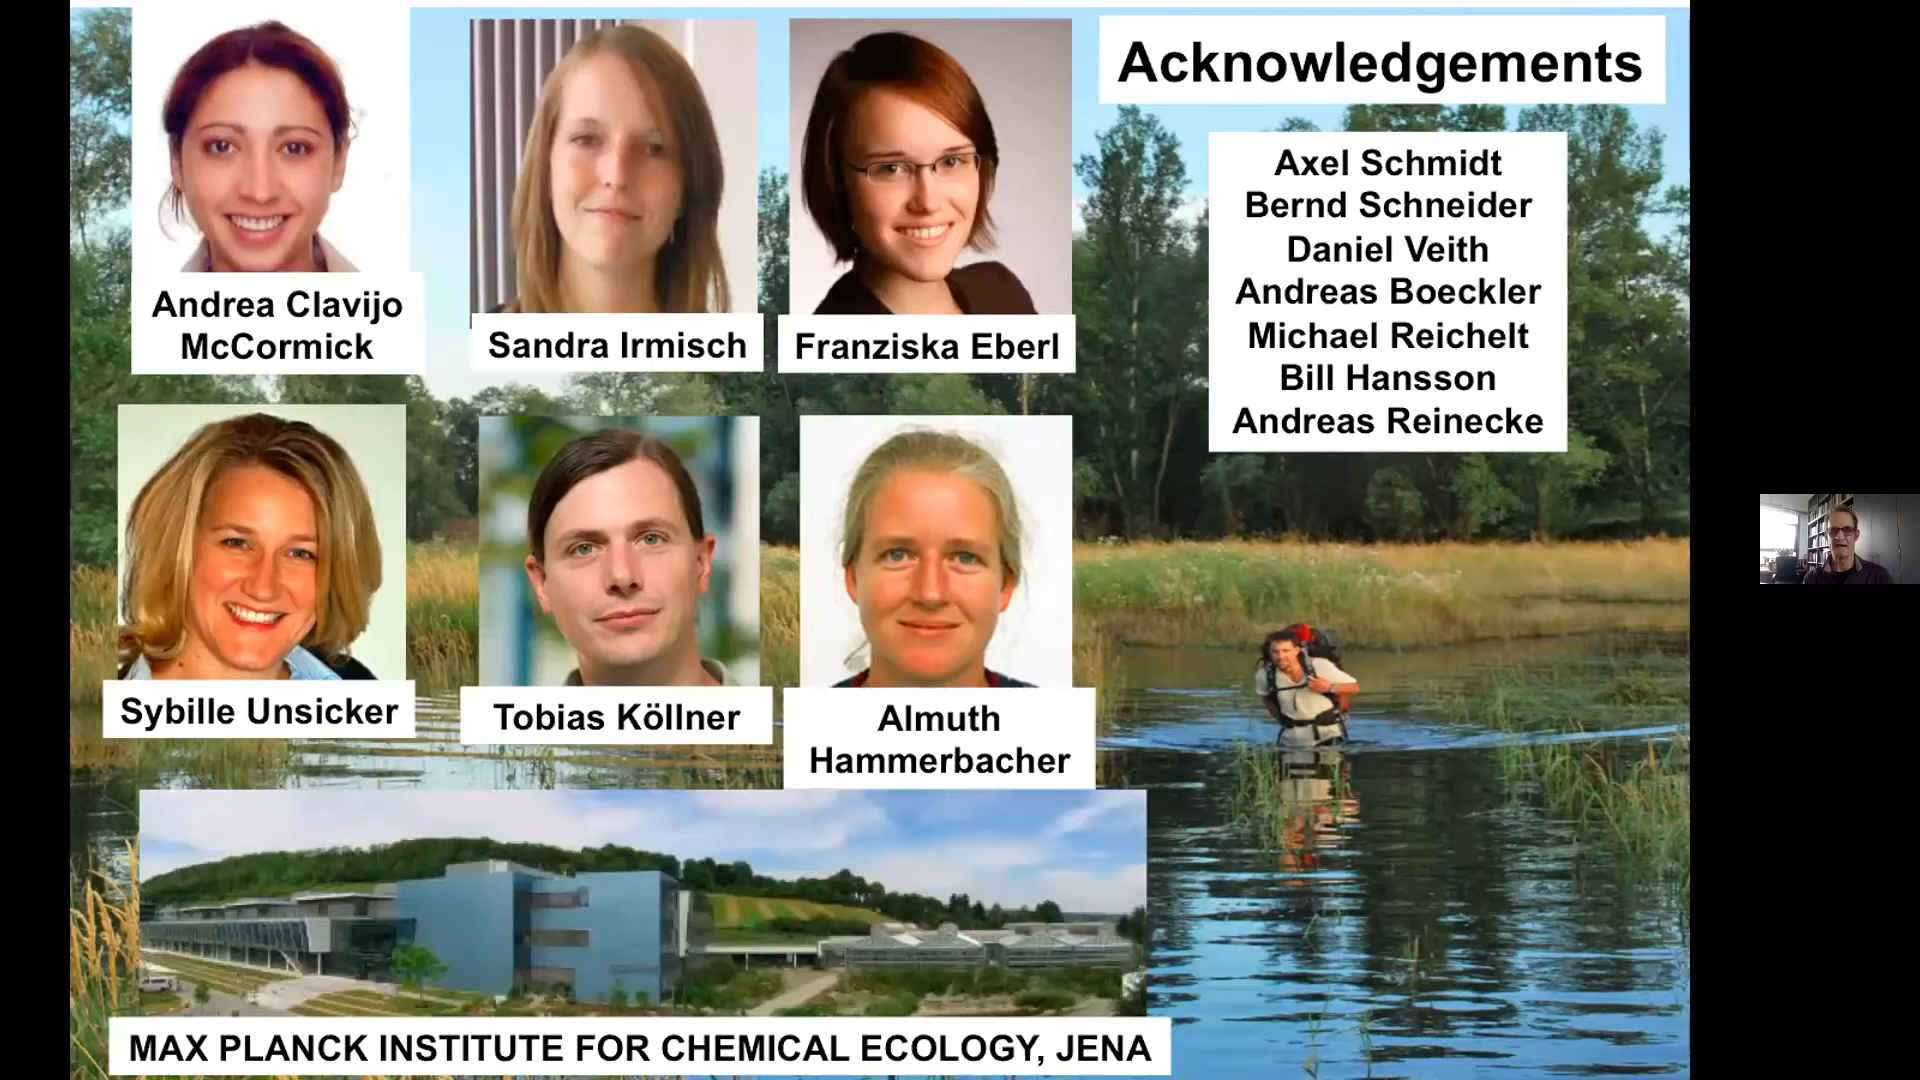 Acknowledgements
Andrea Clavijo
McCormick
Sandra Irmisch
Franziska Eberl
Axel Schmidt
Bernd Schneider
Daniel Veith
Andreas Boeckler
Michael Reichelt
Bill Hansson
Andreas Reinecke
Sybille Unsicker
Tobias Köllner
Almuth
Hammerbacher
MAX PLANCK INSTITUTE FOR CHEMICAL ECOLOGY, JENA